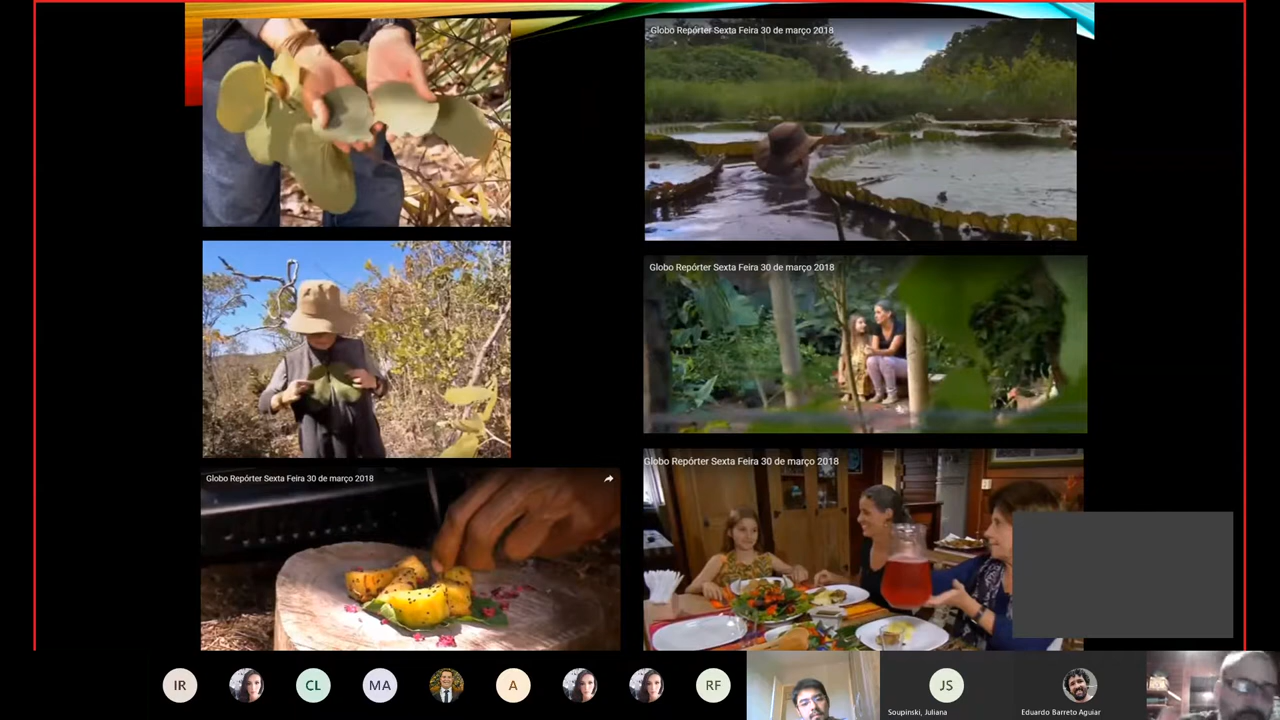 Globo Repórter Sexta Feira 30 de março 2018
Globo Repórter Sexta Feira 30 de março 2018
Globo Repórter Sexta Feira 30 de março 2018
Globo Repórter Sexta Feira 30 de março 2018
IR
CL
MA
A
RF
JS
Soupinski, Juliana
Eduardo Barreto Aguiar